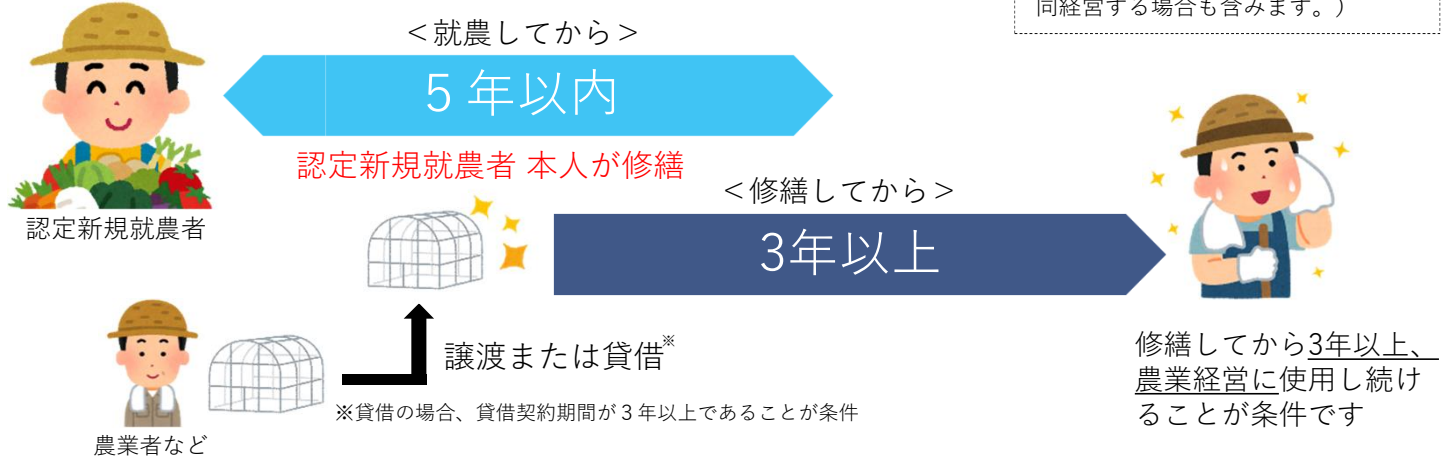 同経営する場合も含みます。）
＜就農してから＞
５年以内
認定新規就農者 本人が修繕
認定新規就農者
＜修繕してから＞
3年以上
譲渡または貸借※
※貸借の場合、貸借契約期間が３年以上であることが条件
農業者など
修繕してから3年以上、
農業経営に使用し続け
ることが条件です